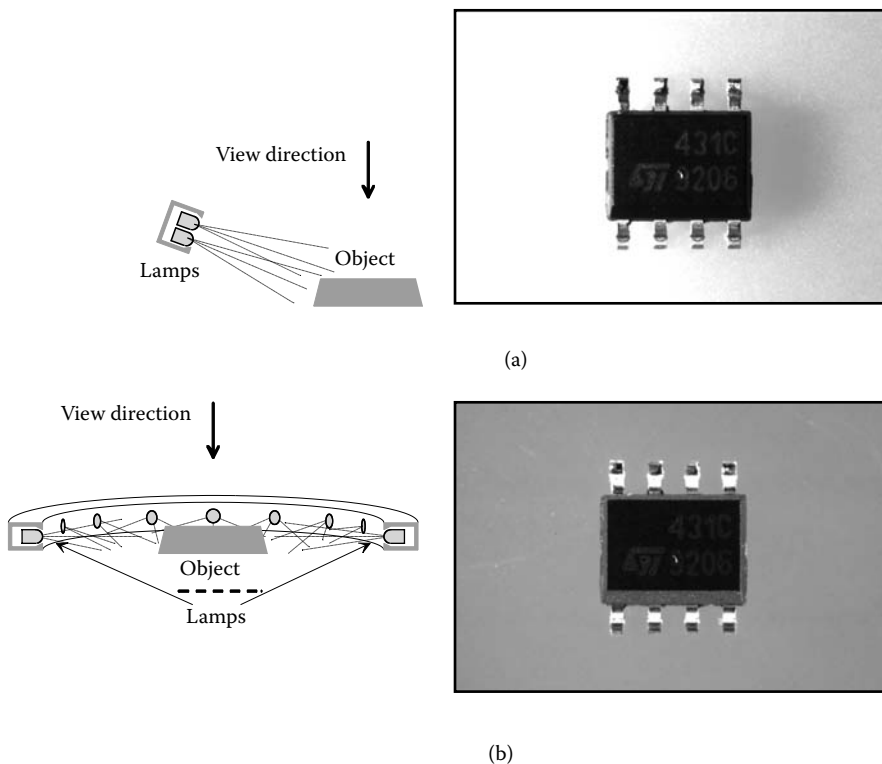 View direction
Object
Lamps
431C
3206
(a)
View direction
Object
Lamps
431C
3206
(b)